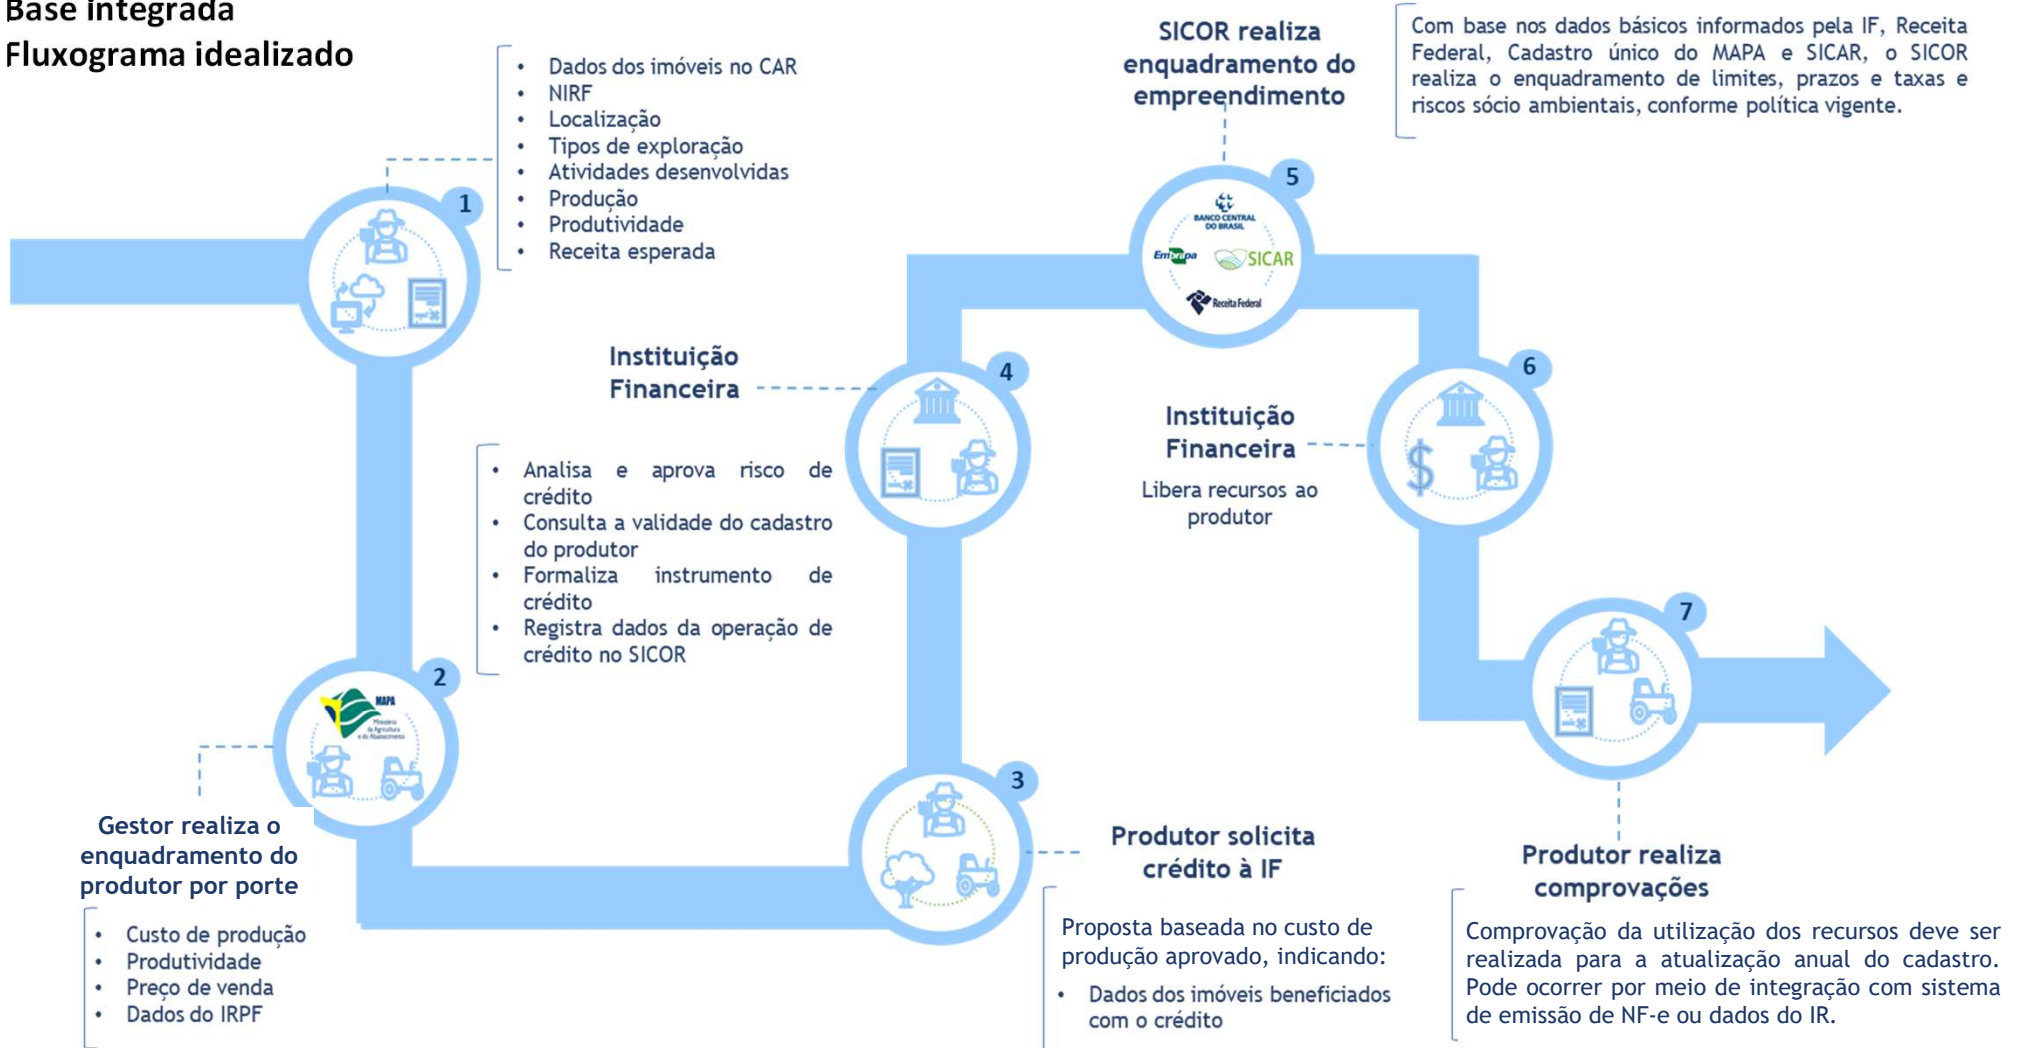 Base integrada
Fluxograma idealizado
1
• Dados dos imóveis no CAR
• NIRF
• Localização
• Tipos de exploração
• Atividades desenvolvidas
• Produção
• Produtividade
• Receita esperada
2
MAPA
Ministério
da Agricultura
e do Abastecimento
Gestor realiza o
enquadramento do
produtor por porte
• Custo de produção
• Produtividade
• Preço de venda
• Dados do IRPF
3
Produtor solicita
crédito à IF
Proposta baseada no custo de
produção aprovado, indicando:
• Dados dos imóveis beneficiados
com o crédito
4
Instituição
Financeira
• Analisa e aprova risco de
crédito
• Consulta a validade do cadastro
do produtor
• Formaliza instrumento de
crédito
• Registra dados da operação de
crédito no SICOR
5
SICOR realiza
enquadramento do
empreendimento
Com base nos dados básicos informados pela IF, Receita
Federal, Cadastro único do MAPA e SICAR, o SICOR
realiza o enquadramento de limites, prazos e taxas e
riscos sócio ambientais, conforme política vigente.
BANCO CENTRAL
DO BRASIL
Embrapa
SICAR
Receita Federal
6
Instituição
Financeira
Libera recursos ao
produtor
7
Produtor realiza
comprovações
Comprovação da utilização dos recursos deve ser
realizada para a atualização anual do cadastro.
Pode ocorrer por meio de integração com sistema
de emissão de NF-e ou dados do IR.